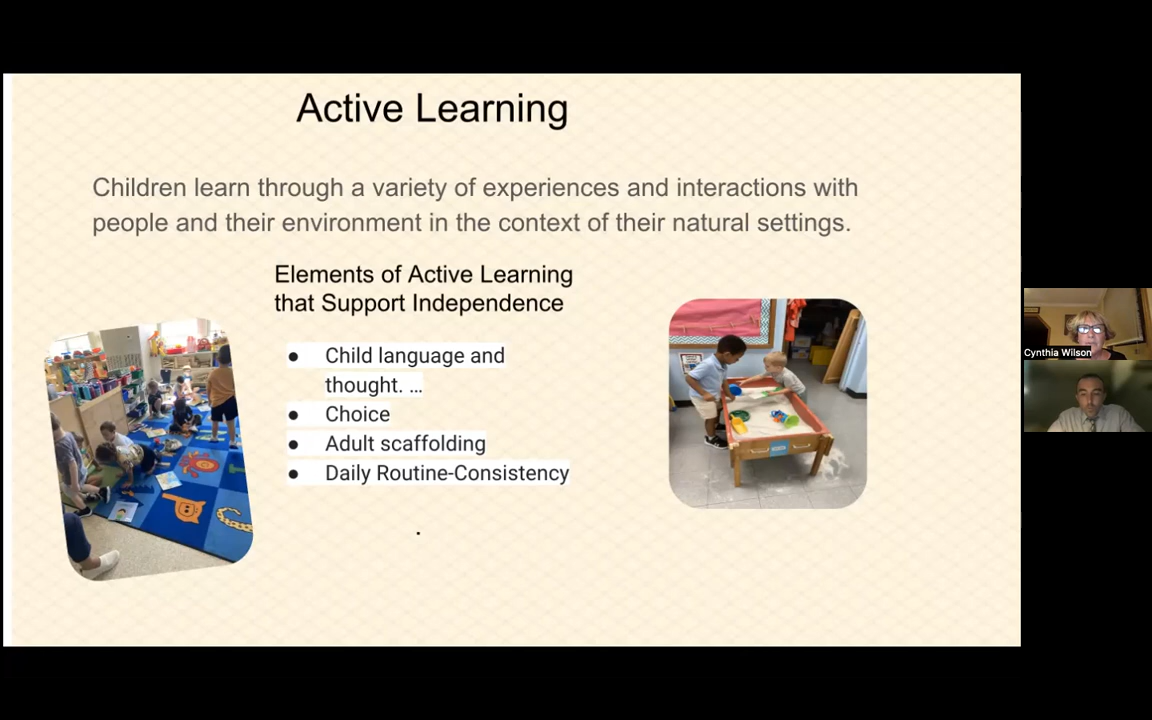 Active Learning
Children learn through a variety of experiences and interactions with
people and their environment in the context of their natural settings.
Elements of Active Learning
that Support Independence
● Child language and
thought. ...
● Choice
● Adult scaffolding
● Daily Routine-Consistency
.
Cynthia Wilson